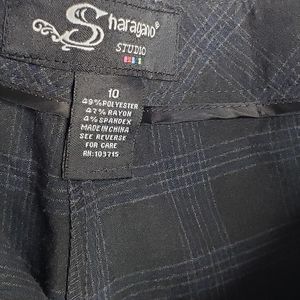 Sharagano®
STUDIO
10
49% POLYESTER
47% RAYON
4% SPANDEX
MADE IN CHINA
SEE REVERSE
FOR CARE
RN:103715